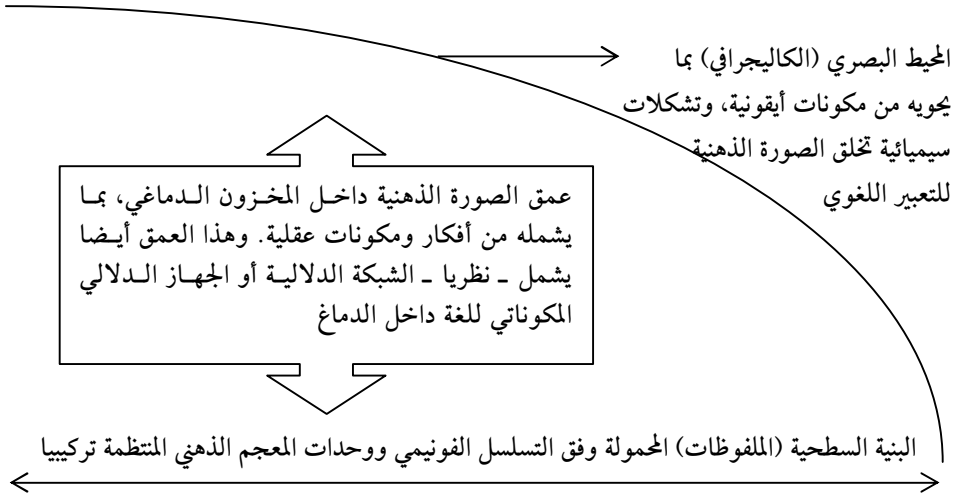 المحيط البصري (الكاليجرافي) بما
يحويه من مكونات أيقونية، وتشكلات
سيميائية تخلق الصورة الذهنية
للتعبير اللغوي
عمق الصورة الذهنية داخل المخزون الدماغي، بما
يشمله من أفكار ومكونات عقلية. وهذا العمق أيضا
يشمل ـ نظريا ـ الشبكة الدلالية أو الجهاز الدلالي
المكوناتي للغة داخل الدماغ
البنية السطحية (الملفوظات) المحمولة وفق التسلسل الفونيمي ووحدات المعجم الذهني المنتظمة تركيبيا